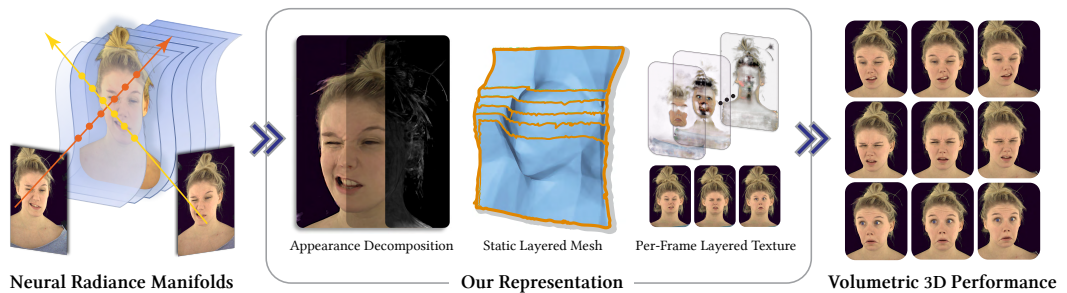 Appearance Decomposition
Static Layered Mesh
Per-Frame Layered Texture
Neural Radiance Manifolds
Our Representation
Volumetric 3D Performance